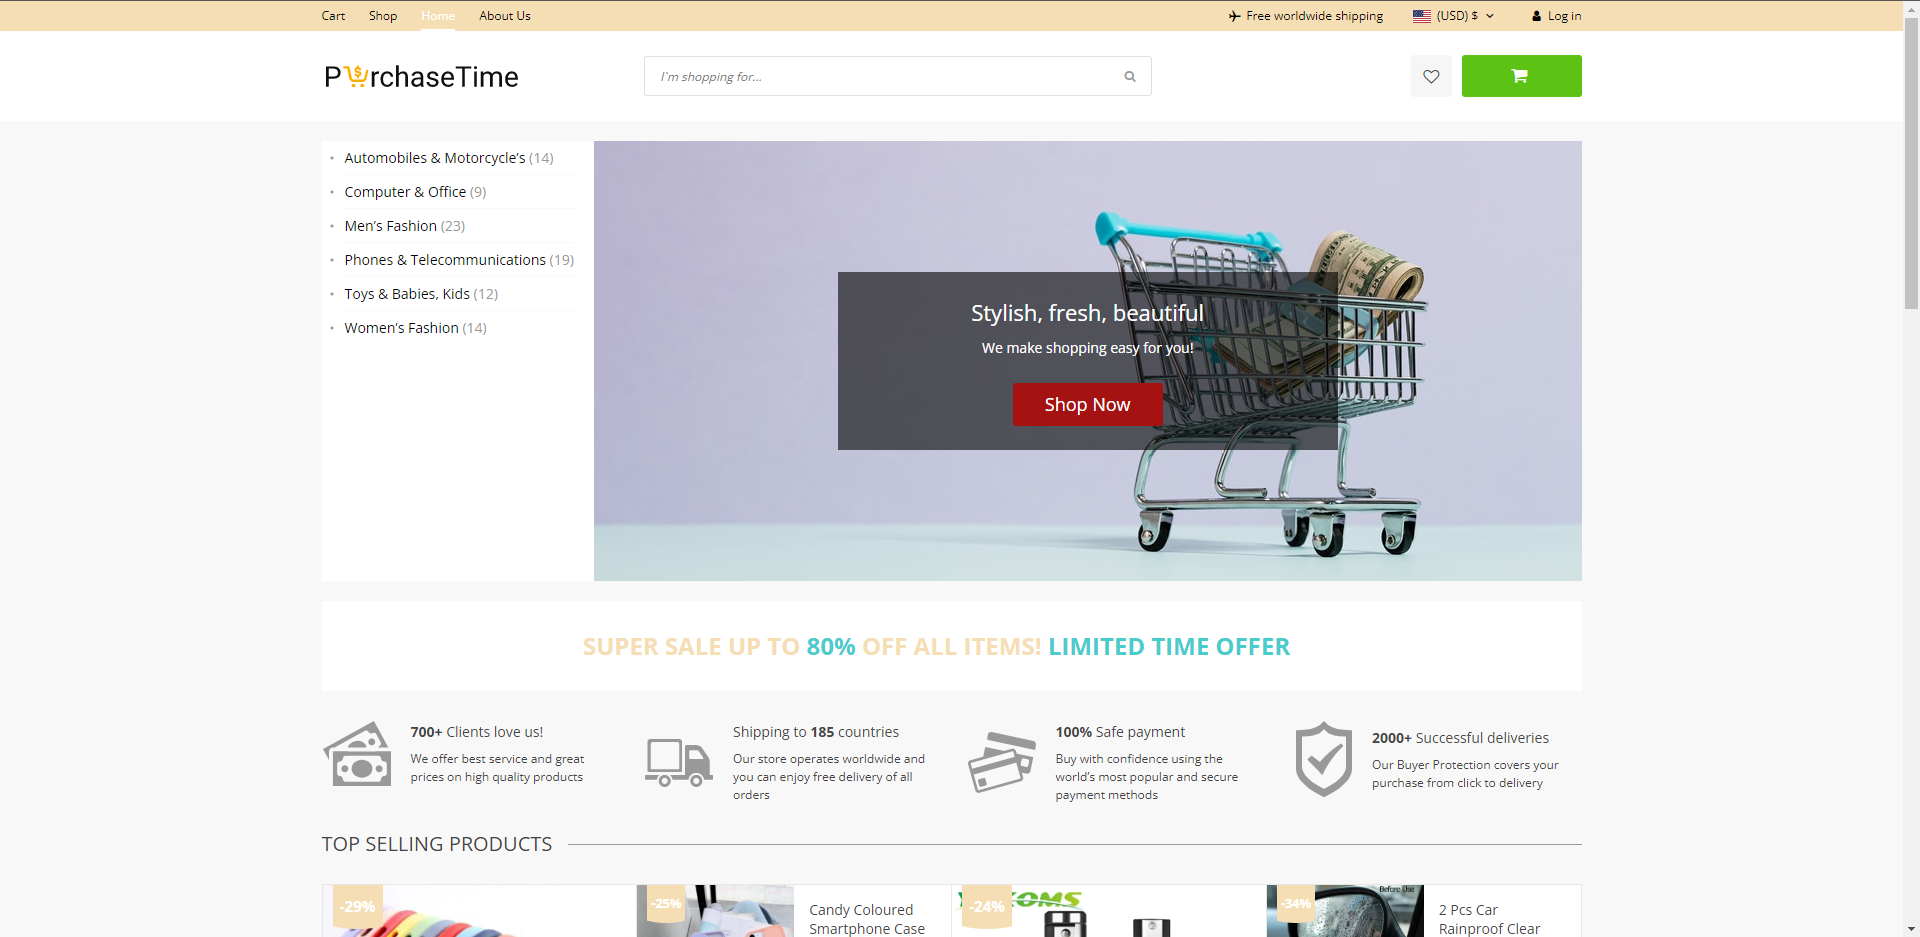 Cart Shop Home About Us
Free worldwide shipping (USD) $ Log in
PurchaseTime
I`m shopping for...
Automobiles & Motorcycle’s (14)
Computer & Office (9)
Men’s Fashion (23)
Phones & Telecommunications (19)
Toys & Babies, Kids (12)
Women’s Fashion (14)
Stylish, fresh, beautiful
We make shopping easy for you!
Shop Now
SUPER SALE UP TO 80% OFF ALL ITEMS! LIMITED TIME OFFER
700+ Clients love us!
We offer best service and great
prices on high quality products
Shipping to 185 countries
Our store operates worldwide and
you can enjoy free delivery of all
orders
100% Safe payment
Buy with confidence using the
world’s most popular and secure
payment methods
2000+ Successful deliveries
Our Buyer Protection covers your
purchase from click to delivery
TOP SELLING PRODUCTS
-29%
-25%
Candy Coloured
Smartphone Case
-24%
-34%
Before Use
2 Pcs Car
Rainproof Clear